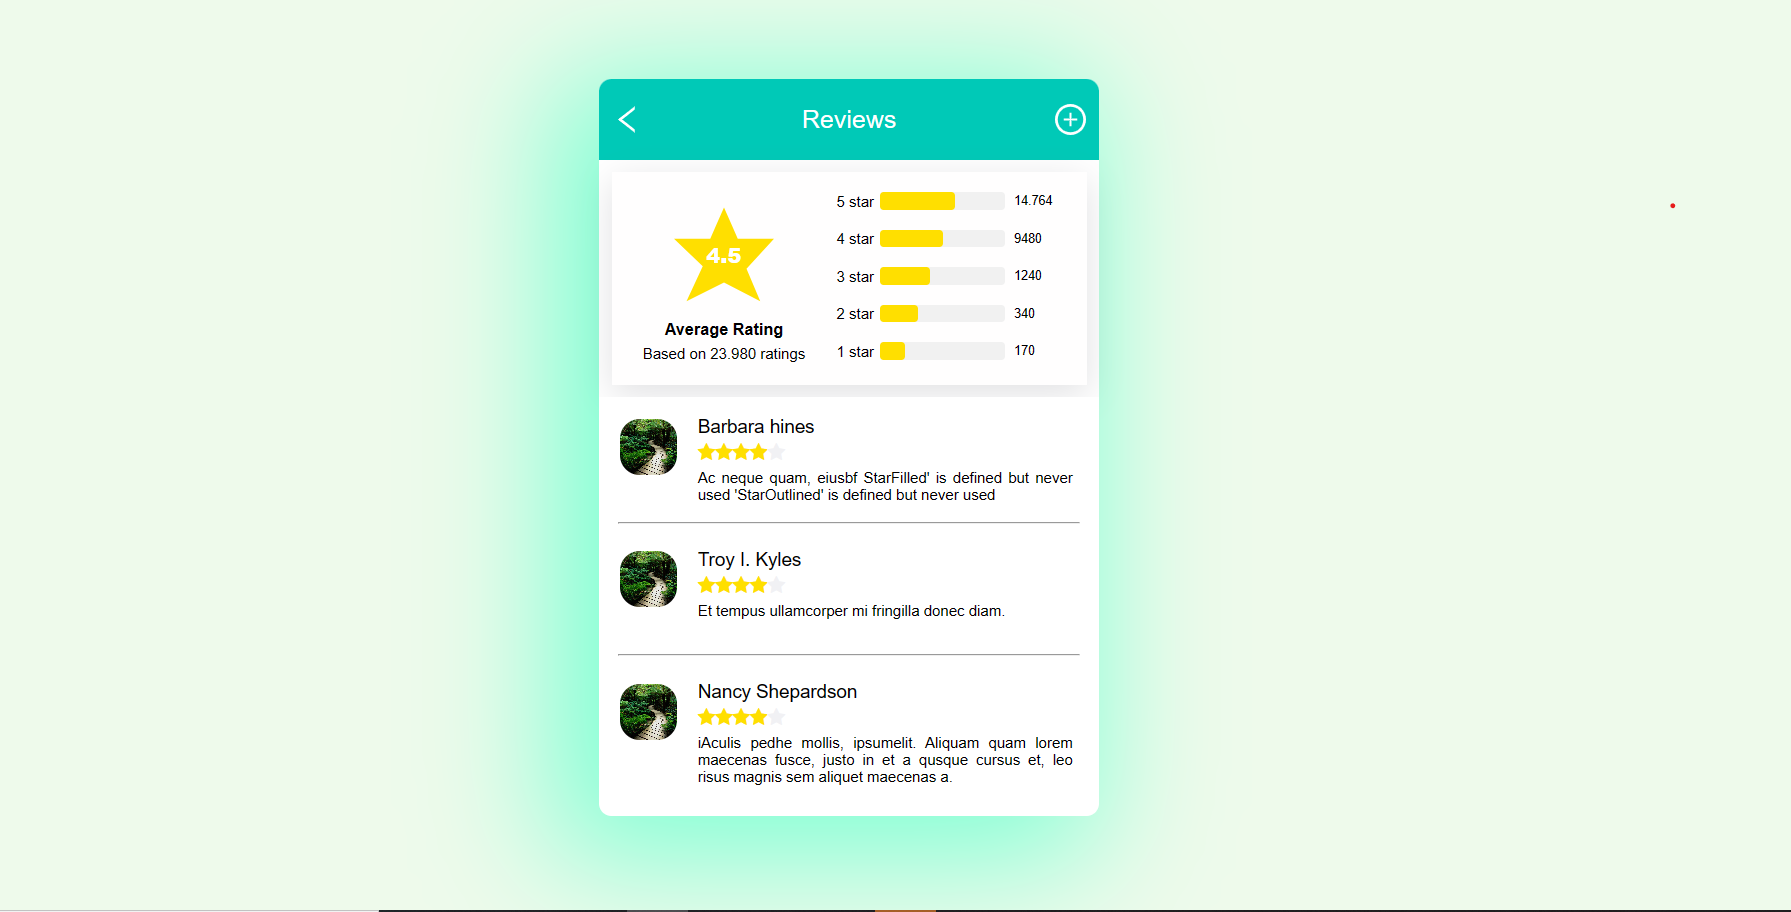 Reviews
4.5
Average Rating
Based on 23.980 ratings
5 star 14.764
4 star 9480
3 star 1240
2 star 340
1 star 170
Barbara hines
Ac neque quam, eiusbf StarFilled' is defined but never
used 'StarOutlined' is defined but never used
Troy I. Kyles
Et tempus ullamcorper mi fringilla donec diam.
Nancy Shepardson
iAculis pedhe mollis, ipsumelit. Aliquam quam lorem
maecenas fusce, justo in et a qusque cursus et, leo
risus magnis sem aliquet maecenas a.